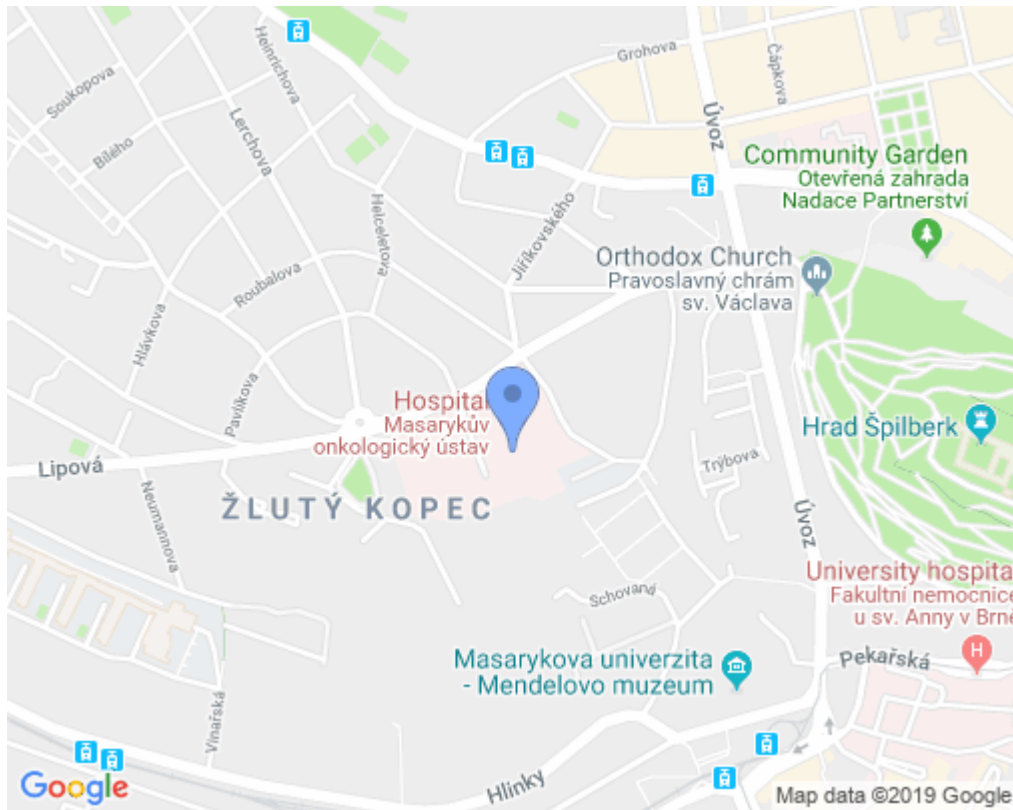 Grohova
Čápkova
Heinrichova
Soukopova
Lerchova
Bílého
Úvoz
Community Garden
Otevřená zahrada
Nadace Partnerství
Helceletova
Jiříkovského
Orthodox Church
Pravoslavný chrám
sv. Václava
Roubalova
Hlávkova
Pavlíkova
Hospital
Masarykův
onkologický ústav
Hrad Špilberk
Lipová
Trýbova
Neumannova
ŽLUTÝ KOPEC
Úvoz
Schovaná
University hospital
Fakultní nemocnice
u sv. Anny v Brně
H
Pekařská
Masarykova univerzita
- Mendelovo muzeum
Vinařská
Hlinky
Google
Map data ©2019 Google